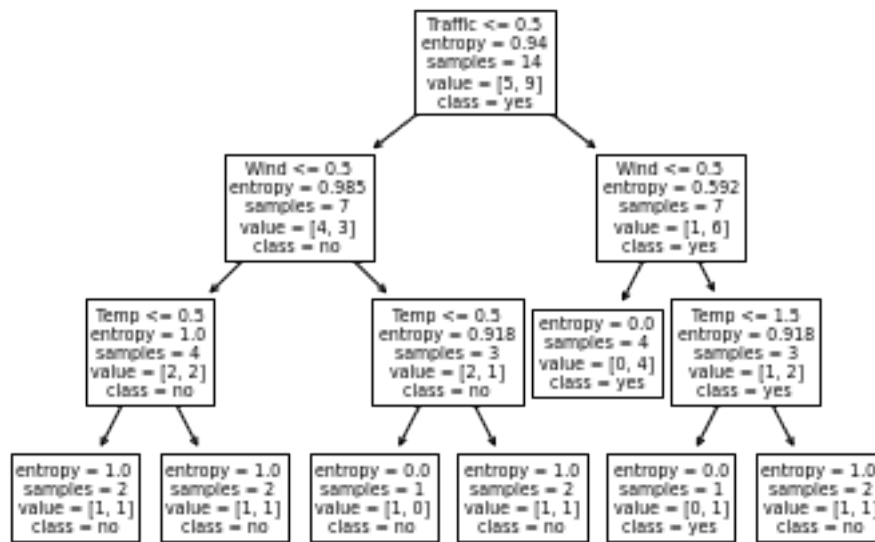 Traffic <= 0.5
entropy = 0.94
samples = 14
value = [5, 9]
class = yes
Wind <= 0.5
entropy = 0.985
samples = 7
value = [4, 3]
class = no
Wind <= 0.5
entropy = 0.592
samples = 7
value = [1, 6]
class = yes
Temp <= 0.5
entropy = 1.0
samples = 4
value = [2, 2]
class = no
Temp <= 0.5
entropy = 0.918
samples = 3
value = [2, 1]
class = no
entropy = 0.0
samples = 4
value = [0, 4]
class = yes
Temp <= 1.5
entropy = 0.918
samples = 3
value = [1, 2]
class = yes
entropy = 1.0
samples = 2
value = [1, 1]
class = no
entropy = 1.0
samples = 2
value = [1, 1]
class = no
entropy = 0.0
samples = 1
value = [1, 0]
class = no
entropy = 1.0
samples = 2
value = [1, 1]
class = no
entropy = 0.0
samples = 1
value = [0, 1]
class = yes
entropy = 1.0
samples = 2
value = [1, 1]
class = no